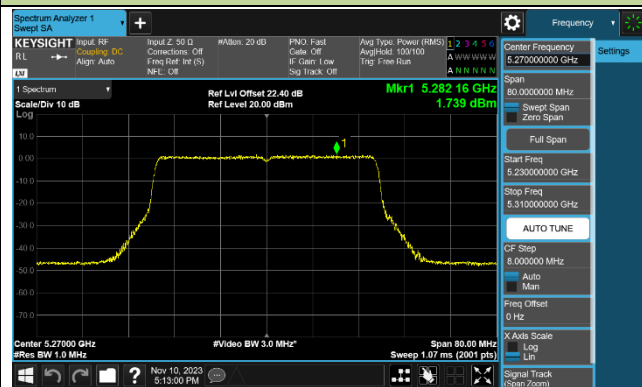 Spectrum Analyzer 1
Swept SA
+
Frequency
KEYSIGHT
Input: RF
Coupling: DC
Align: Auto
Input Z: 50 Ω
Corrections: Off
Freq Ref: Int (S)
NFE: Off
#Atten: 20 dB
PNO: Fast
Gate: Off
IF Gain: Low
Sig Track: Off
Avg Type: Power (RMS)
Avg|Hold: 100/100
Trig: Free Run
1 2 3 4 5 6
A W W W W W
A N N N N N
R L
LXI
1 Spectrum
Scale/Div 10 dB
Log
Ref Lvl Offset 22.40 dB
Ref Level 20.00 dBm
Mkr1 5.282 16 GHz
1.739 dBm
1
10.0
0.00
-10.0
-20.0
-30.0
-40.0
-50.0
-60.0
-70.0
Center 5.27000 GHz
#Res BW 1.0 MHz
#Video BW 3.0 MHz*
Span 80.00 MHz
Sweep 1.07 ms (2001 pts)
Nov 10, 2023
5:13:00 PM
?
Center Frequency
5.270000000 GHz
Settings
Span
80.0000000 MHz
Swept Span
Zero Span
Full Span
Start Freq
5.230000000 GHz
Stop Freq
5.310000000 GHz
AUTO TUNE
CF Step
8.000000 MHz
Auto
Man
Freq Offset
0 Hz
X Axis Scale
Log
Lin
Signal Track
(Span Zoom)